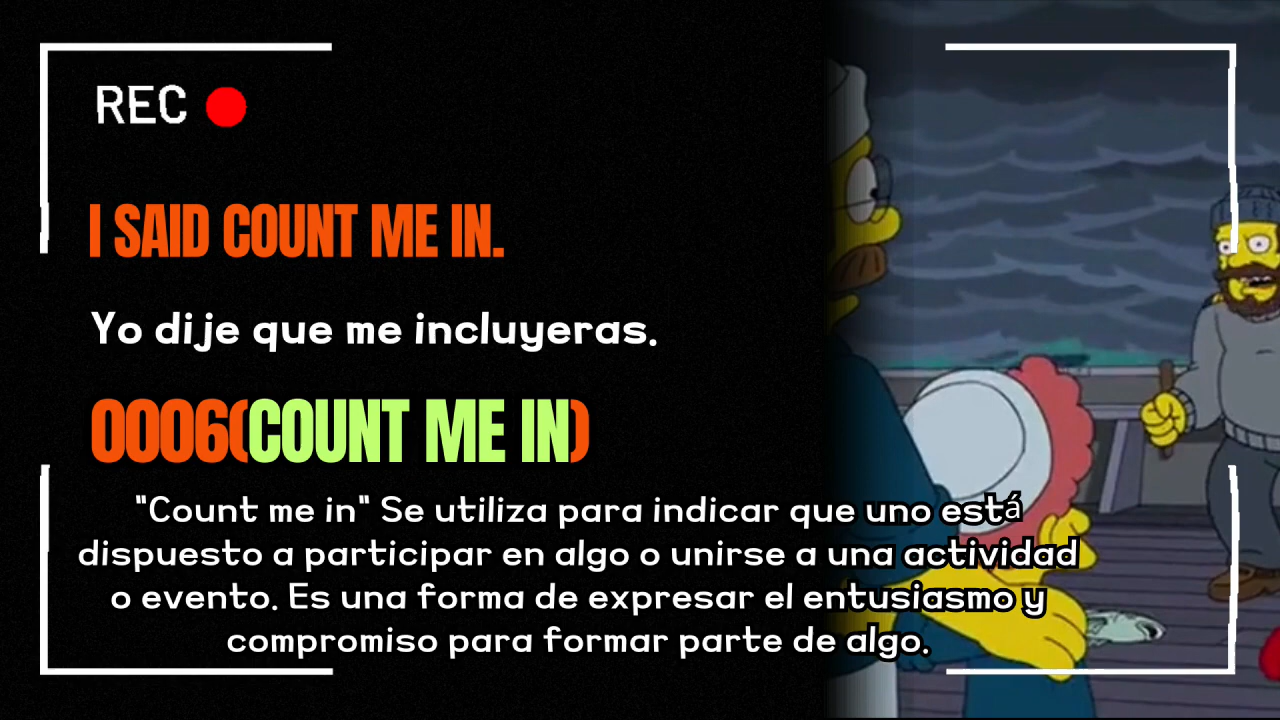 REC
I SAID COUNT ME IN.
Yo dije que me incluyeras.
0006(COUNT ME IN)
"Count me in" Se utiliza para indicar que uno está
dispuesto a participar en algo o unirse a una actividad
o evento. Es una forma de expresar el entusiasmo y
compromiso para formar parte de algo.